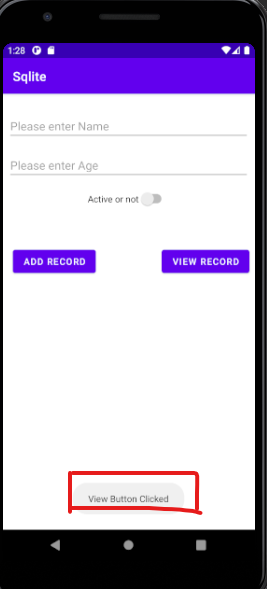 1:28
Sqlite
Please enter Name
Please enter Age
Active or not
ADD RECORD VIEW RECORD
View Button Clicked